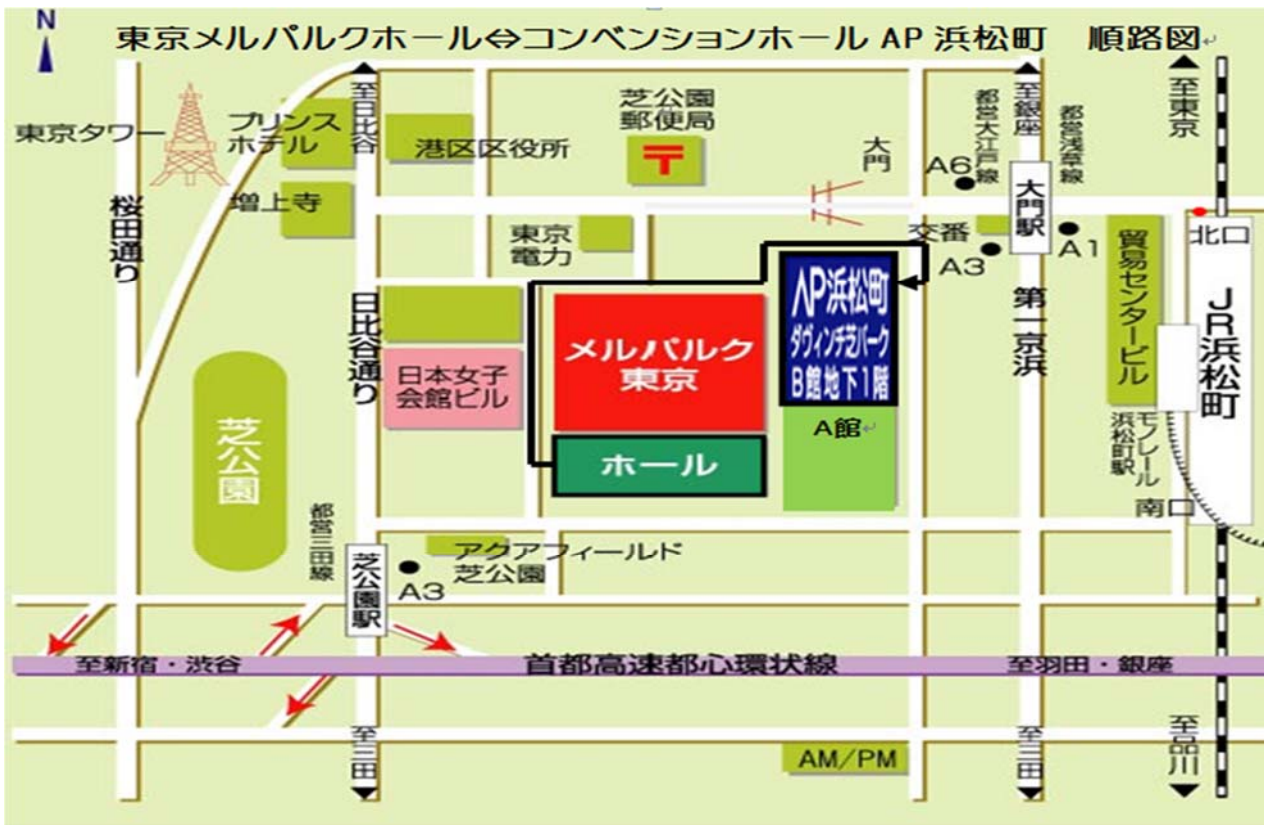 N
東京メルパルクホール⇔コンベンションホール AP 浜松町　順路図
至日比谷
至銀座
至東京
東京タワー
プリンス
ホテル
港区区役所
芝公園
郵便局
〒
大門
都営大江戸線
都営浅草線
A6
大門駅
増上寺
桜田通り
東京
電力
交番
A3
A1
北口
貿易センタービル
JR浜松町
日比谷通り
第一京浜
AP浜松町
ダヴィンチ芝パーク
B館地下1階
メルパルク
東京
日本女子
会館ビル
A館
ホール
芝公園
モノレール
浜松町駅
南口
都営三田線
芝公園駅
A3
アクアフィールド
芝公園
至新宿・渋谷
首都高速都心環状線
至羽田・銀座
至三田
AM/PM
至三田
至品川